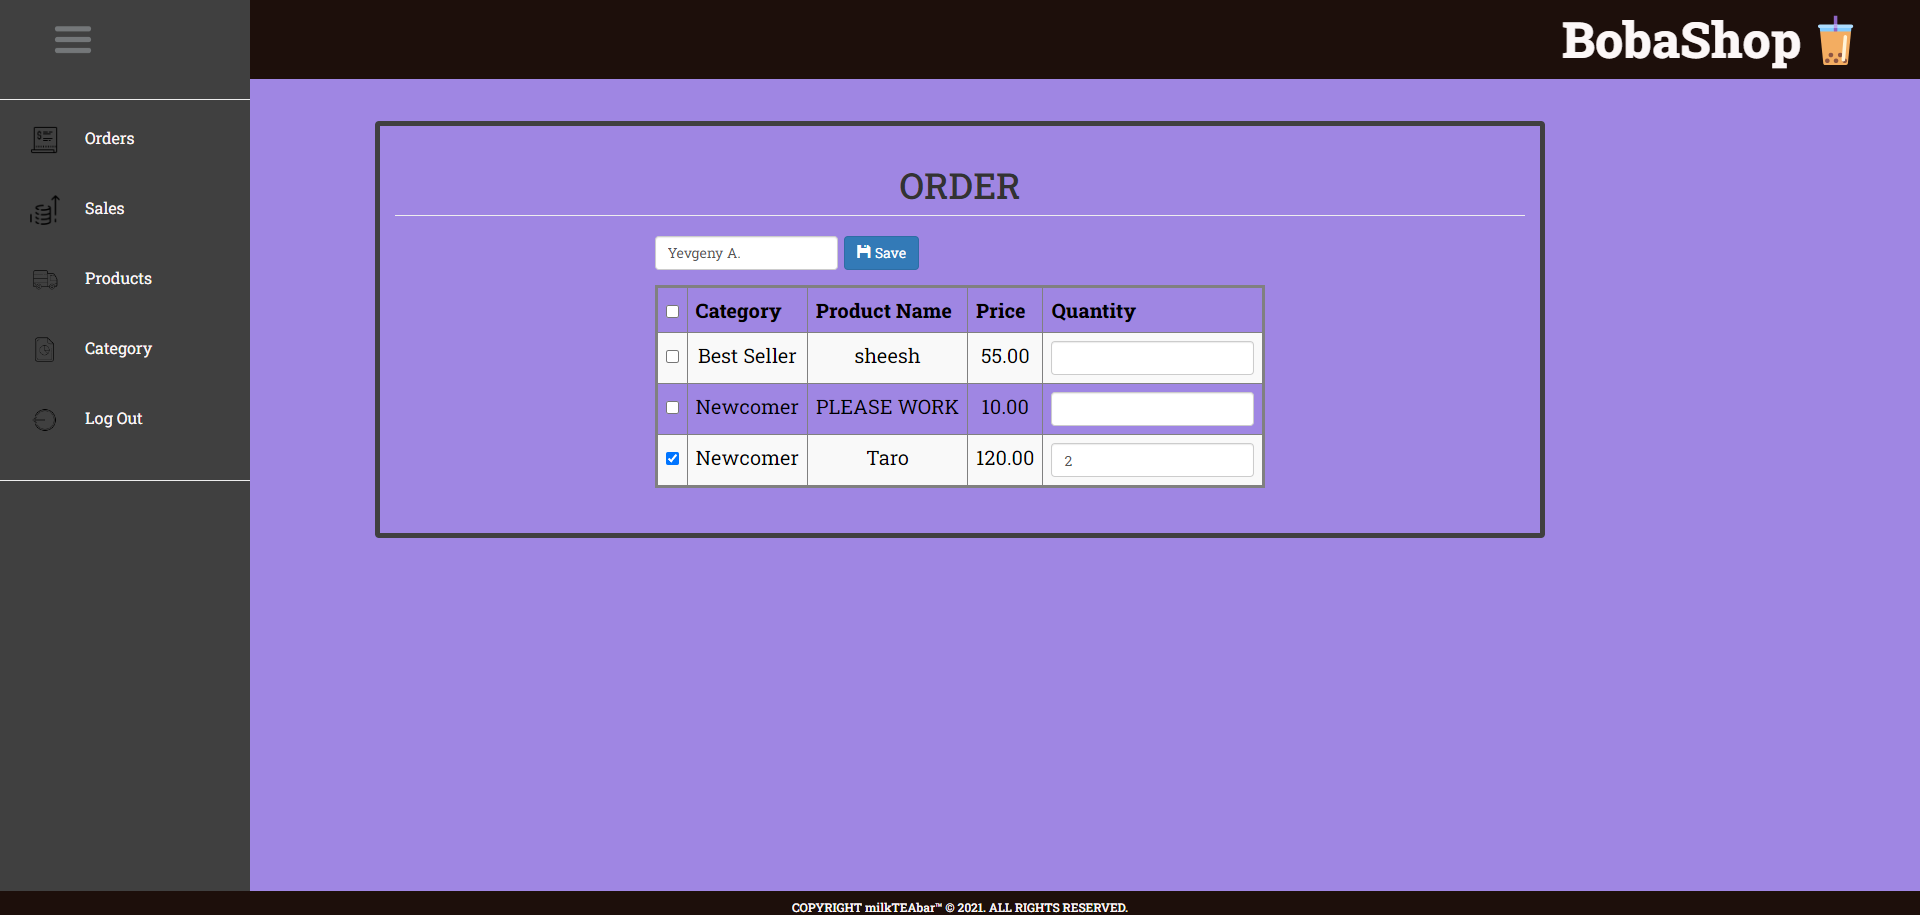 BobaShop
Orders
Sales
Products
Category
Log Out
ORDER
Yevgeny A.
Save
Category Product Name Price Quantity
Best Seller sheesh 55.00
Newcomer PLEASE WORK 10.00
Newcomer Taro 120.00 2
COPYRIGHT milkTEAbar™ © 2021. ALL RIGHTS RESERVED.